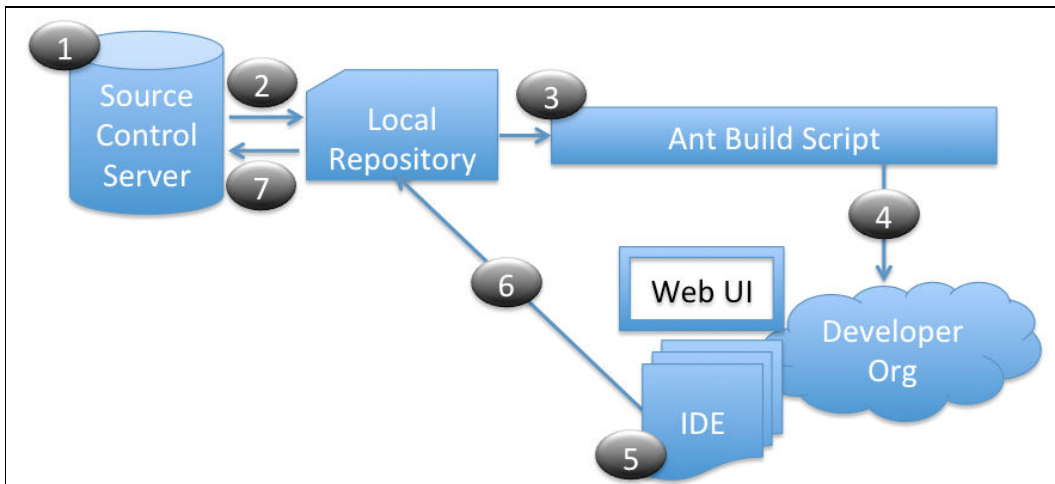 1
Source
Control
Server
2
7
Local
Repository
3
Ant Build Script
4
6
Web UI
Developer
Org
IDE
5